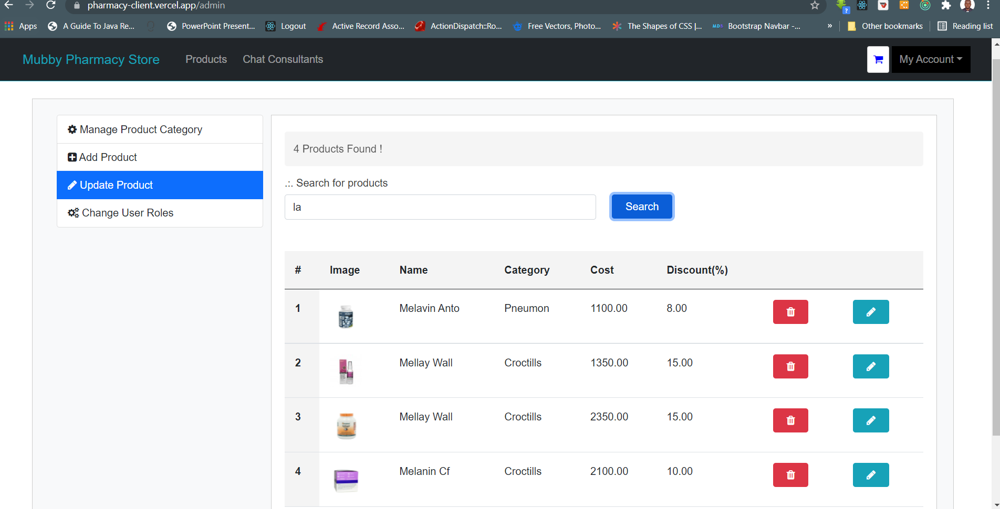 pharmacy-client.vercel.app/admin
Apps A Guide To Java Re... PowerPoint Present... Logout Active Record Asso... ActionDispatch::Ro... Free Vectors, Photo... The Shapes of CSS |... MDB Bootstrap Navbar -... » Other bookmarks Reading list
Mubby Pharmacy Store Products Chat Consultants My Account
Manage Product Category
Add Product
Update Product
Change User Roles
4 Products Found !
.:. Search for products
la Search
# Image Name Category Cost Discount(%)
1 Melavin Anto Pneumon 1100.00 8.00
2 Mellay Wall Croctills 1350.00 15.00
3 Mellay Wall Croctills 2350.00 15.00
4 Melanin Cf Croctills 2100.00 10.00